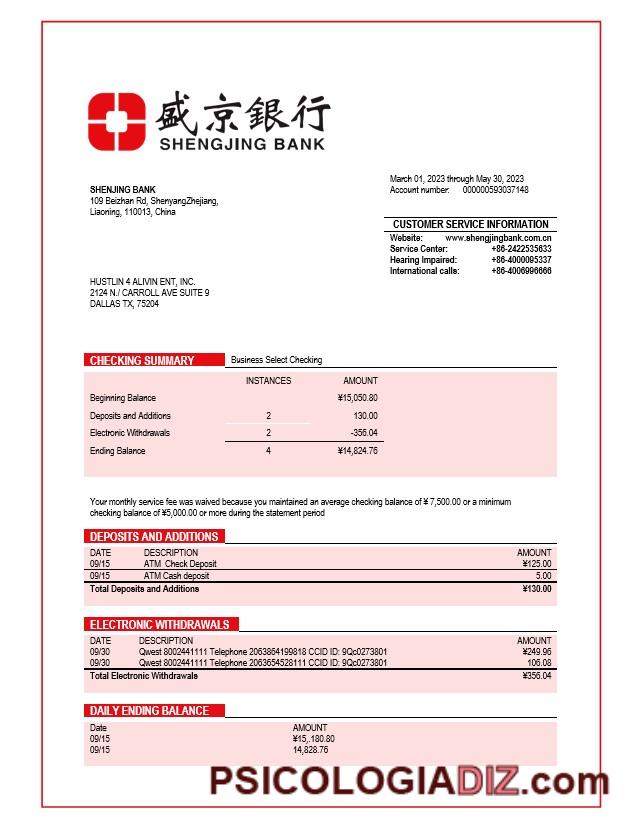 盛京銀行
SHENGJING BANK
March 01, 2023 through May 30, 2023
Account number: 000000593037148
SHENJING BANK
109 Beizhan Rd, ShenyangZhejiang,
Liaoning, 110013, China
CUSTOMER SERVICE INFORMATION
Website: www.shengjingbank.com.cn
Service Center: +86-2422535633
Hearing Impaired: +86-4000095337
International calls: +86-4006996666
HUSTLIN 4 ALIVIN ENT, INC.
2124 N./ CARROLL AVE SUITE 9
DALLAS TX, 75204
CHECKING SUMMARY Business Select Checking
INSTANCES AMOUNT
Beginning Balance ¥15,050.80
Deposits and Additions 2 130.00
Electronic Withdrawals 2 -356.04
Ending Balance 4 ¥14,824.76
Your monthly service fee was waived because you maintained an average checking balance of ¥ 7,500.00 or a minimum
checking balance of ¥5,000.00 or more during the statement period
DEPOSITS AND ADDITIONS
DATE DESCRIPTION AMOUNT
09/15 ATM Check Deposit ¥125.00
09/15 ATM Cash deposit 5.00
Total Deposits and Additions ¥130.00
ELECTRONIC WITHDRAWALS
DATE DESCRIPTION AMOUNT
09/30 Qwest 8002441111 Telephone 2063864199818 CCID ID: 9Qc0273801 ¥249.96
09/30 Qwest 8002441111 Telephone 2063654528111 CCID ID: 9Qc0273801 106.08
Total Electronic Withdrawals ¥356.04
DAILY ENDING BALANCE
Date AMOUNT
09/15 ¥15,.180.80
09/15 14,828.76
PSICOLOGIADIZ.com